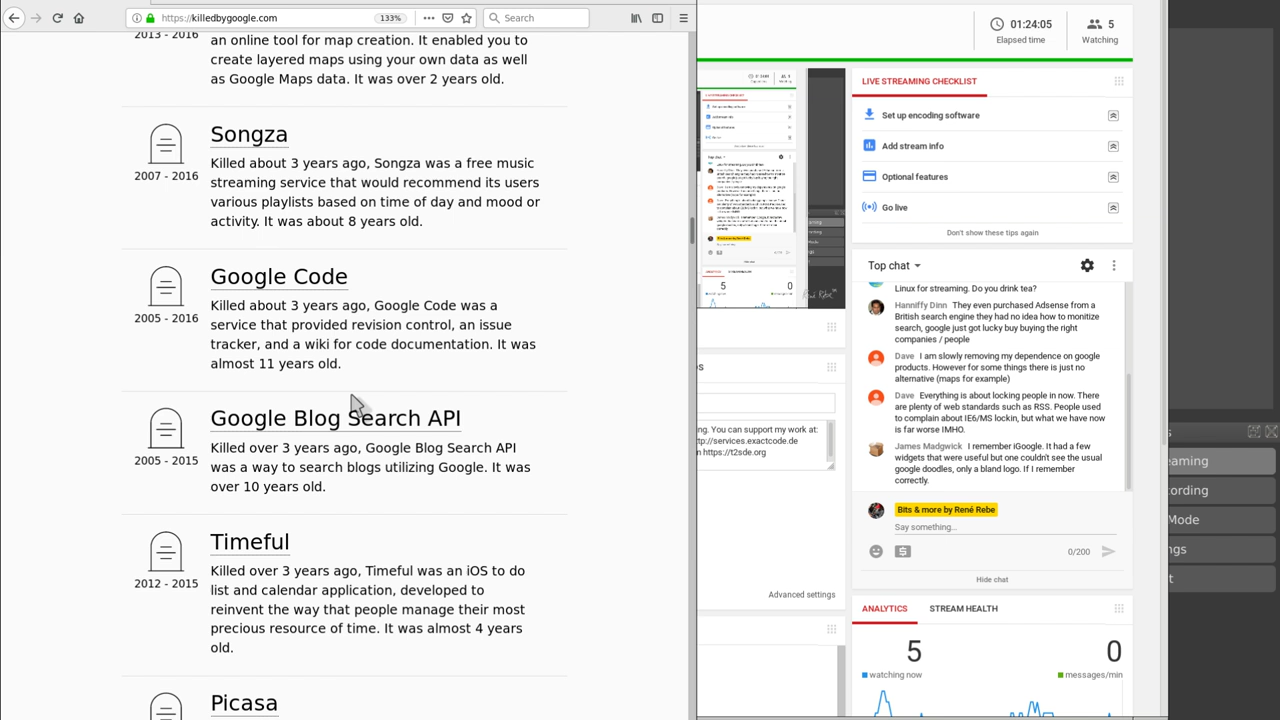 https://killedbygoogle.com
133%
Search
2013 - 2016
an online tool for map creation. It enabled you to
create layered maps using your own data as well
as Google Maps data. It was over 2 years old.
Songza
2007 - 2016
Killed about 3 years ago, Songza was a free music
streaming service that would recommend its users
various playlists based on time of day and mood or
activity. It was about 8 years old.
Google Code
2005 - 2016
Killed about 3 years ago, Google Code was a
service that provided revision control, an issue
tracker, and a wiki for code documentation. It was
almost 11 years old.
Google Blog Search API
2005 - 2015
Killed over 3 years ago, Google Blog Search API
was a way to search blogs utilizing Google. It was
over 10 years old.
Timeful
2012 - 2015
Killed over 3 years ago, Timeful was an iOS to do
list and calendar application, developed to
reinvent the way that people manage their most
precious resource of time. It was almost 4 years
old.
Picasa
01:24:05
Elapsed time
5
Watching
LIVE STREAMING CHECKLIST
Set up encoding software
Add stream info
Optional features
Go live
Don't show these tips again
Top chat
Linux for streaming. Do you drink tea?
Hanniffy Dinn They even purchased Adsense from a
British search engine they had no idea how to monitize
search, google just got lucky buy buying the right
companies / people
Dave I am slowly removing my dependence on google
products. However for some things there is just no
alternative (maps for example)
Dave Everything is about locking people in now. There
are plenty of web standards such as RSS. People used
to complain about IE6/MS lockin, but what we have now
is far worse IMHO.
James Madgwick I remember iGoogle. It had a few
widgets that were useful but one couldn't see the usual
google doodles, only a bland logo. If I remember
correctly.
Bits & more by René Rebe
Say something...
0/200
Hide chat
ANALYTICS
STREAM HEALTH
5
watching now
0
messages/min
ing. You can support my work at:
ttp://services.exactcode.de
n https://t2sde.org
Advanced settings
eaming
ording
Mode
ngs
t